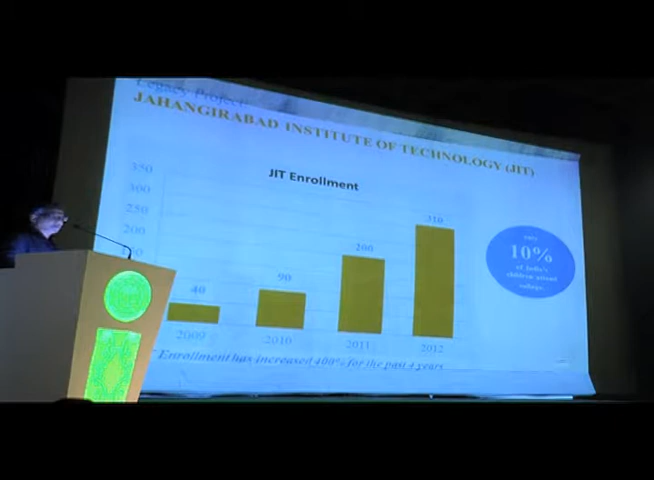 Legacy Project:
JAHANGIRABAD INSTITUTE OF TECHNOLOGY (JIT)
JIT Enrollment
350
300
250
200
40
90
200
310
2009
2010
2011
2012
10%
of India's
children attend
college.
Enrollment has increased 400% for the past 4 years